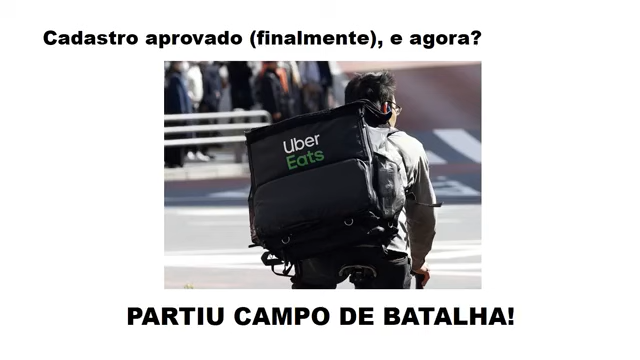 Cadastro aprovado (finalmente), e agora?
Uber
Eats
PARTIU CAMPO DE BATALHA!